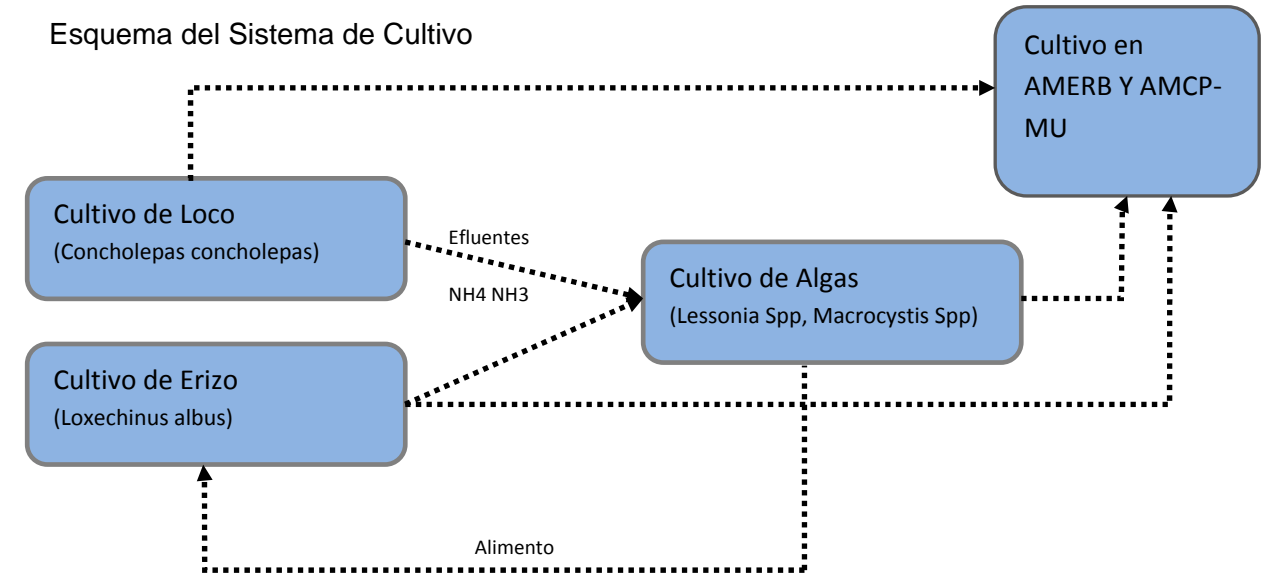 Esquema del Sistema de Cultivo
Cultivo en
AMERB Y AMCP-
MU
Cultivo de Loco
(Concholepas concholepas)
Efluentes
NH4 NH3
Cultivo de Algas
(Lessonia Spp, Macrocystis Spp)
Cultivo de Erizo
(Loxechinus albus)
Alimento